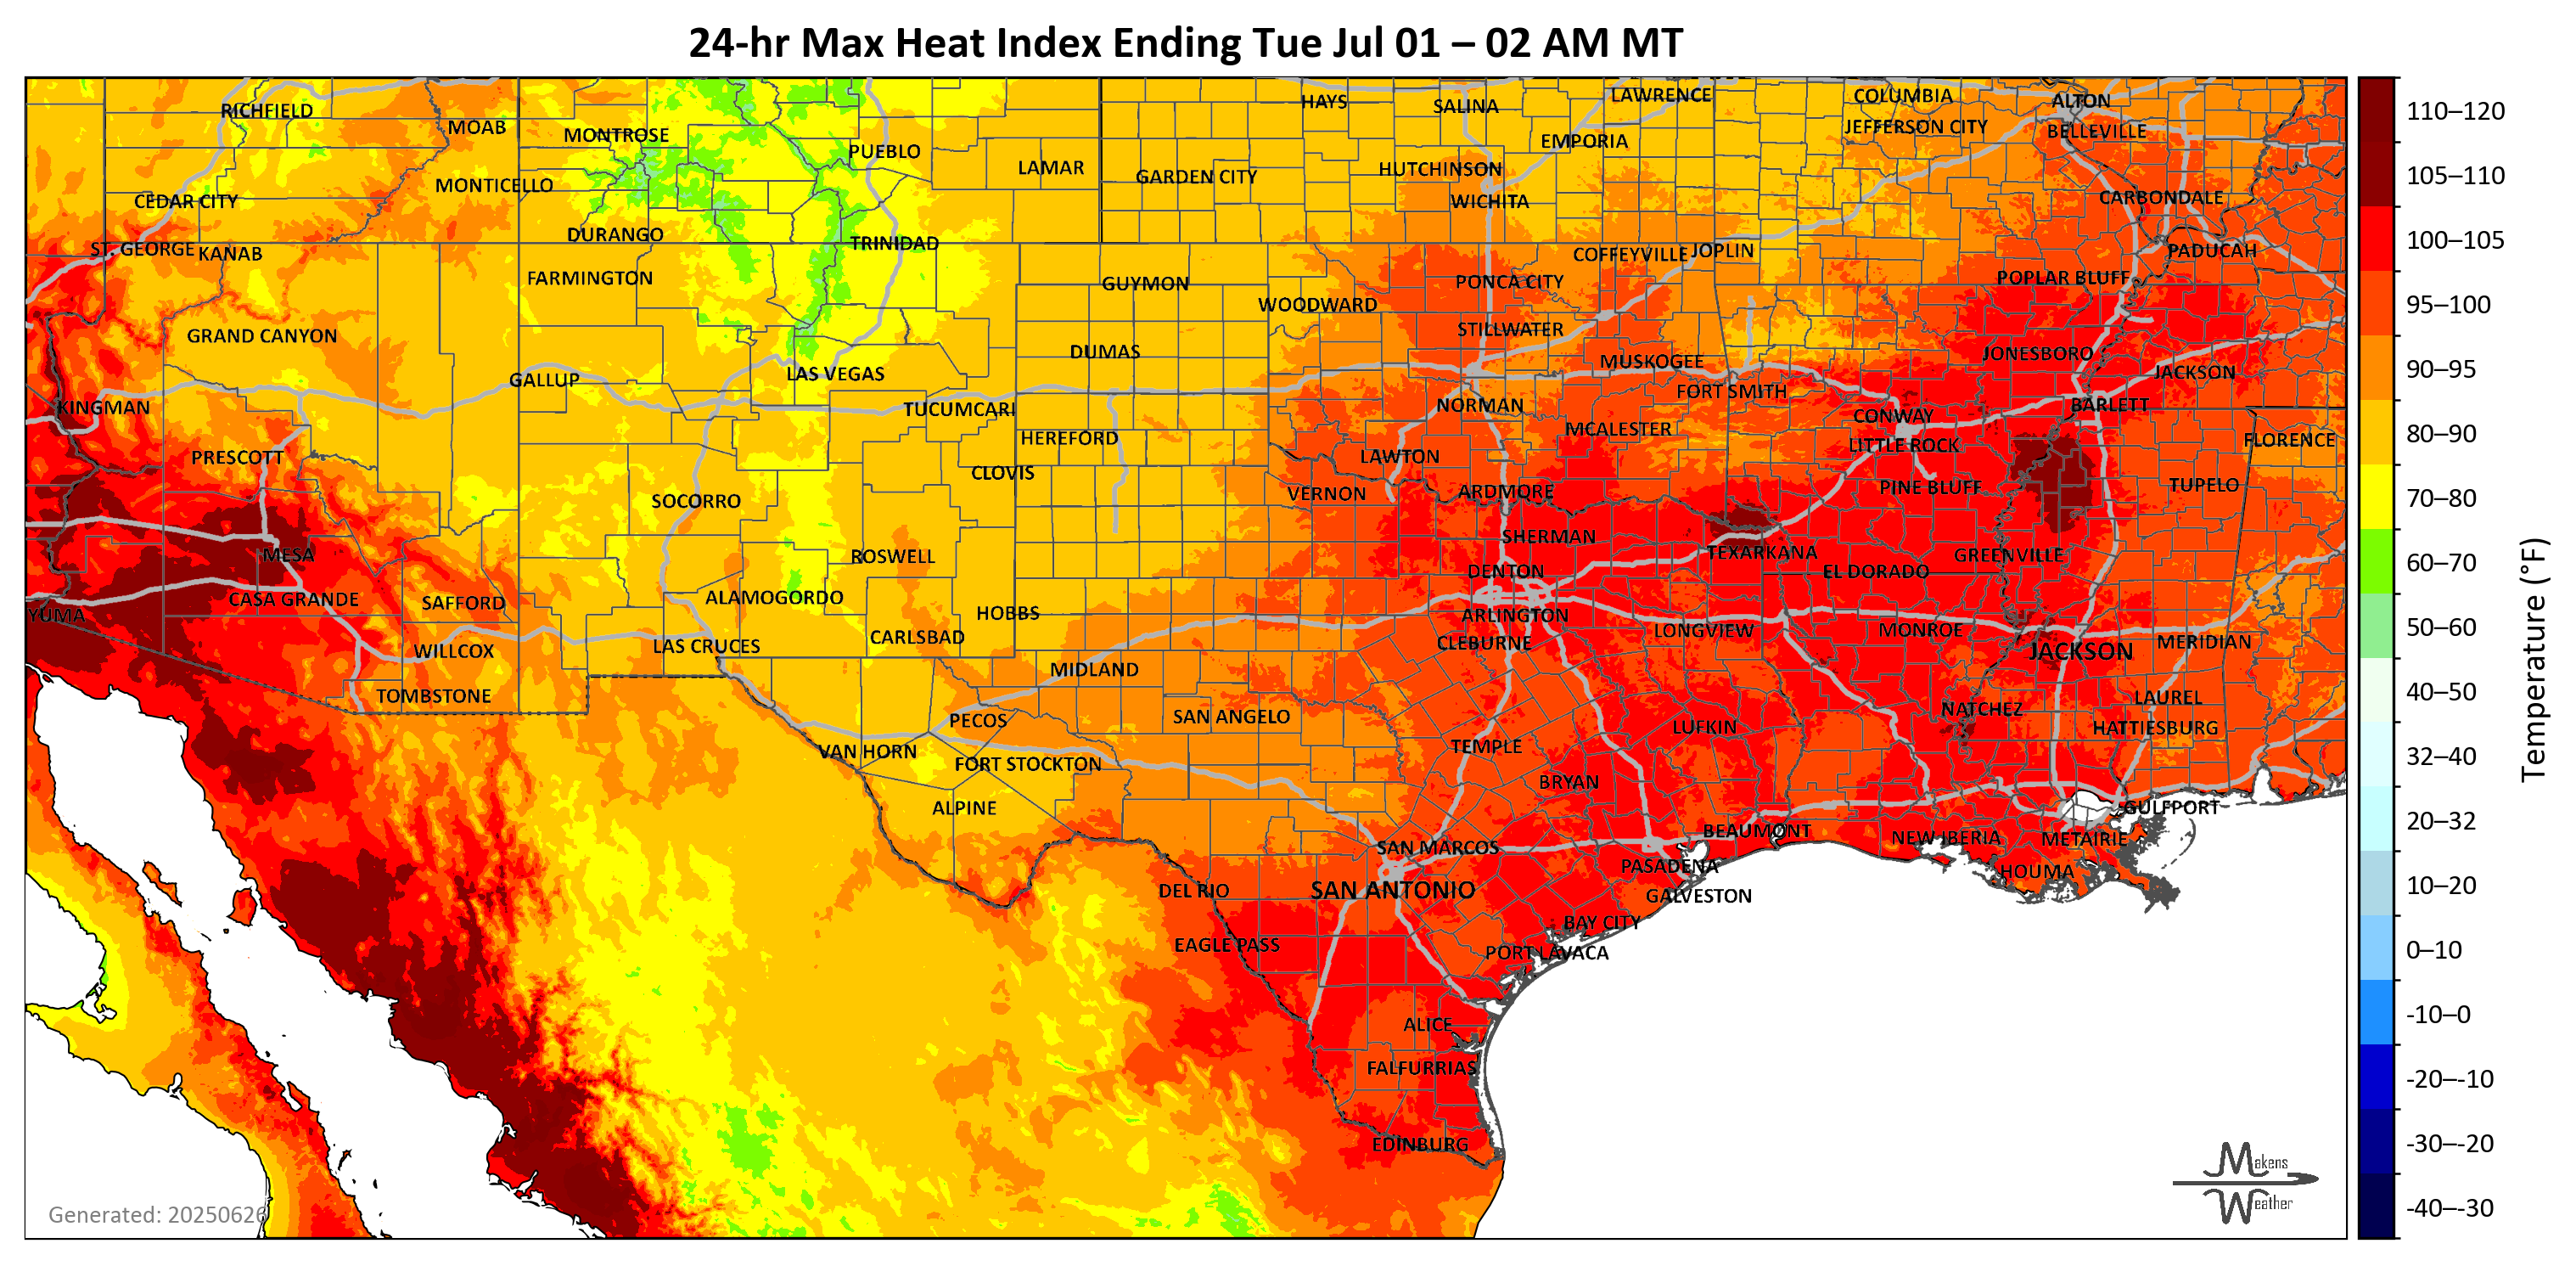 24-hr Max Heat Index Ending Tue Jul 01 – 02 AM MT
RICHFIELD
MOAB
MONTROSE
PUEBLO
LAMAR
HAYS
SALINA
LAWRENCE
COLUMBIA
ALTON
EMPORIA
JEFFERSON CITY
BELLEVILLE
CEDAR CITY
MONTICELLO
GARDEN CITY
HUTCHINSON
WICHITA
CARBONDALE
ST. GEORGE
KANAB
DURANGO
TRINIDAD
COFFEYVILLE
JOPLIN
PADUCAH
FARMINGTON
GUYMON
WOODWARD
PONCA CITY
POPLAR BLUFF
GRAND CANYON
STILLWATER
DUMAS
MUSKOGEE
JONESBORO
GALLUP
LAS VEGAS
FORT SMITH
JACKSON
KINGMAN
TUCUMCARI
NORMAN
CONWAY
BARLETT
PRESCOTT
HEREFORD
LAWTON
MCALESTER
LITTLE ROCK
FLORENCE
SOCORRO
CLOVIS
VERNON
ARDMORE
PINE BLUFF
TUPELO
MESA
ROSWELL
SHERMAN
TEXARKANA
GREENVILLE
DENTON
EL DORADO
YUMA
CASA GRANDE
SAFFORD
ALAMOGORDO
HOBBS
ARLINGTON
WILLCOX
LAS CRUCES
CARLSBAD
CLEBURNE
LONGVIEW
MONROE
JACKSON
MERIDIAN
TOMBSTONE
MIDLAND
PECOS
SAN ANGELO
LUFKIN
NATCHEZ
LAUREL
HATTIESBURG
VAN HORN
FORT STOCKTON
TEMPLE
BRYAN
ALPINE
SAN MARCOS
BEAUMONT
NEW IBERIA
METAIRIE
GULFPORT
DEL RIO
SAN ANTONIO
PASADENA
GALVESTON
HOUMA
EAGLE PASS
BAY CITY
PORT LAVACA
ALICE
FALFURRIAS
EDINBURG
Generated: 20250626
Makens
Weather
110–120
105–110
100–105
95–100
90–95
80–90
70–80
60–70
50–60
40–50
32–40
20–32
10–20
0–10
-10–0
-20–-10
-30–-20
-40–-30
Temperature (°F)